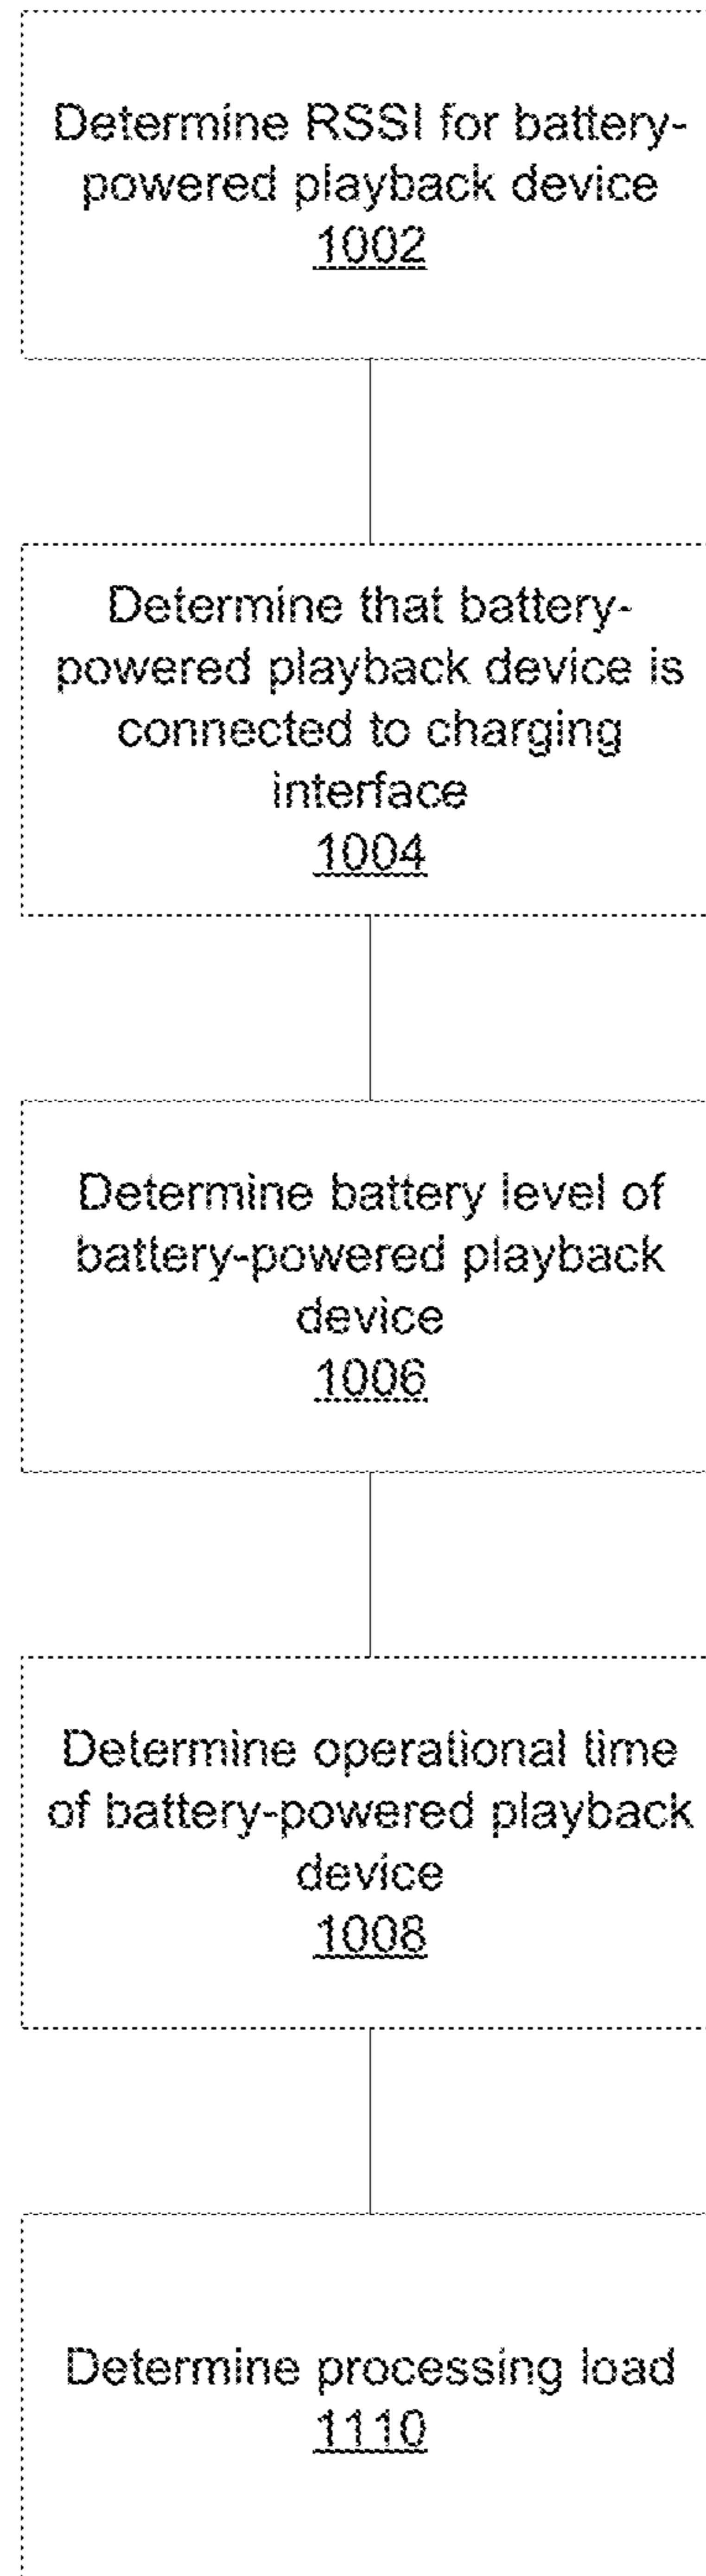 Determine RSSI for battery-
powered playback device
1002
Determine that battery-
powered playback device is
connected to charging
interface
1004
Determine battery level of
battery-powered playback
device
1006
Determine operational time
of battery-powered playback
device
1008
Determine processing load
1110